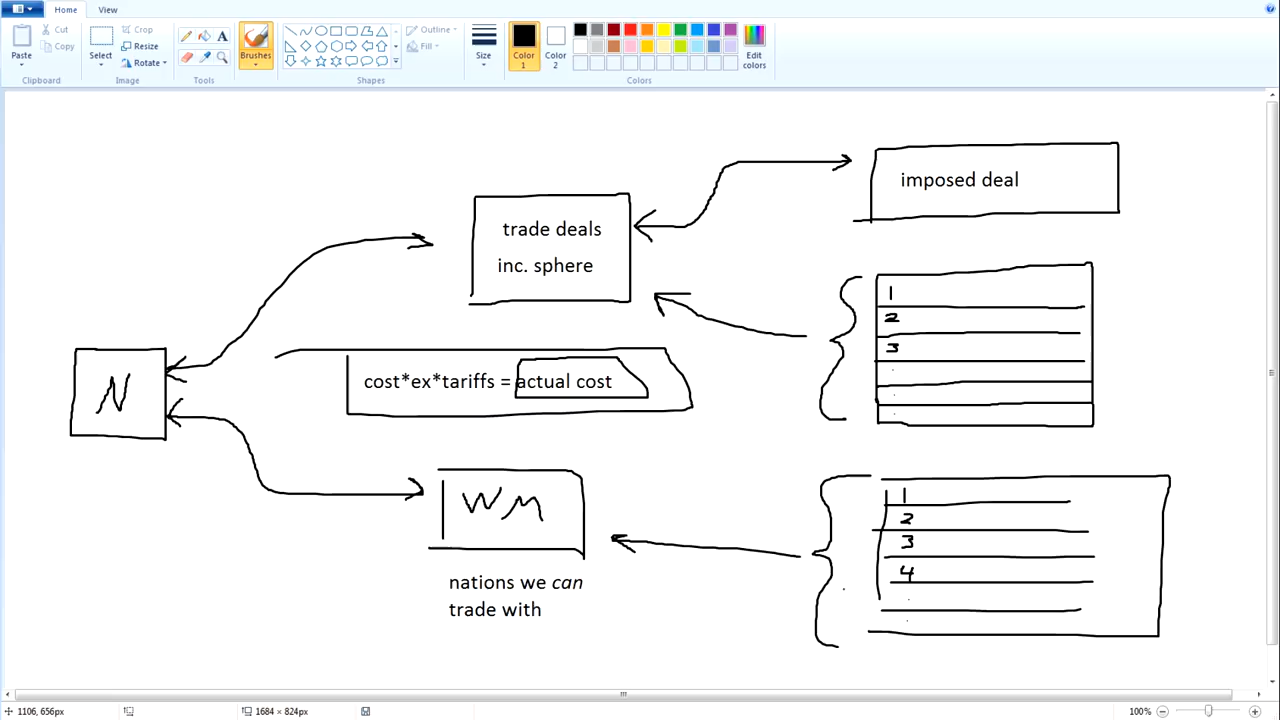 Home
View
Paste
Cut
Copy
Clipboard
Select
Crop
Resize
Rotate
Image
A
Tools
Brushes
Outline
Fill
Shapes
Size
Color 1
Color 2
Edit colors
Colors
imposed deal
trade deals
inc. sphere
1
2
3
N
cost*ex*tariffs = actual cost
WM
nations we can
trade with
1
2
3
4
1106, 656px
1684 × 824px
100%